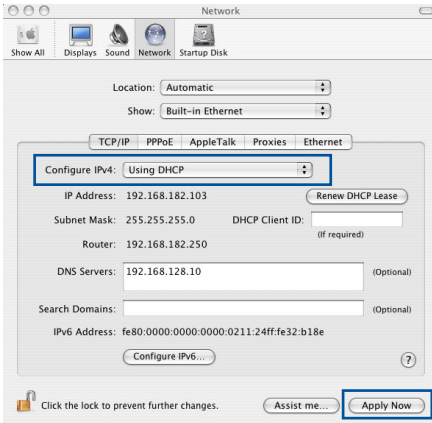 Network
Show All Displays Sound Network Startup Disk
Location: Automatic
Show: Built-in Ethernet
TCP/IP PPPoE AppleTalk Proxies Ethernet
Configure IPv4: Using DHCP
IP Address: 192.168.182.103 Renew DHCP Lease
Subnet Mask: 255.255.255.0 DHCP Client ID:
(If required)
Router: 192.168.182.250
DNS Servers: 192.168.128.10 (Optional)
Search Domains: (Optional)
IPv6 Address: fe80:0000:0000:0000:0211:24ff:fe32:b18e
Configure IPv6... ?
Click the lock to prevent further changes. Assist me... Apply Now